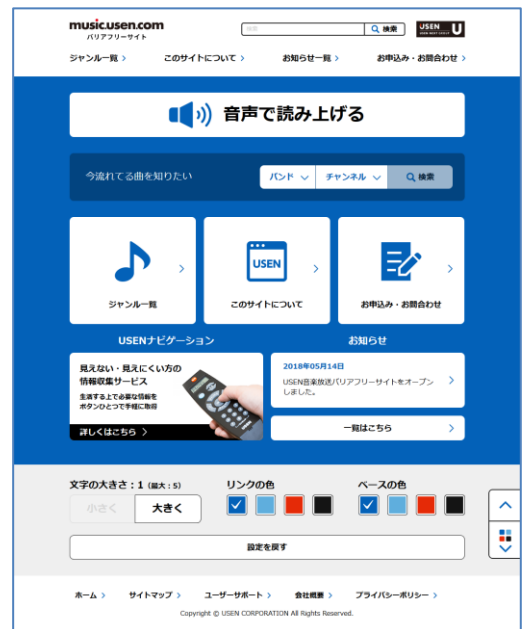 music.usen.com
バリアフリーサイト
検索
検索
USEN U
ジャンル一覧
このサイトについて
お知らせ一覧
お申込み・お問合わせ
音声で読み上げる
今流れてる曲を知りたい
バンド
チャンネル
検索
USEN
ジャンル一覧
このサイトについて
お申込み・お問合わせ
USENナビゲーション
お知らせ
見えない・見えにくい方の
情報収集サービス
生活する上で必要な情報を
ボタンひとつで手軽に取得
詳しくはこちら
2018年05月14日
USEN音楽放送バリアフリーサイトをオープン
しました。
一覧はこちら
文字の大きさ：1（最大：5）
小さく
大きく
リンクの色
ベースの色
設定を戻す
ホーム
サイトマップ
ユーザーサポート
会社概要
プライバシーポリシー
Copyright © USEN CORPORATION All Rights Reserved.